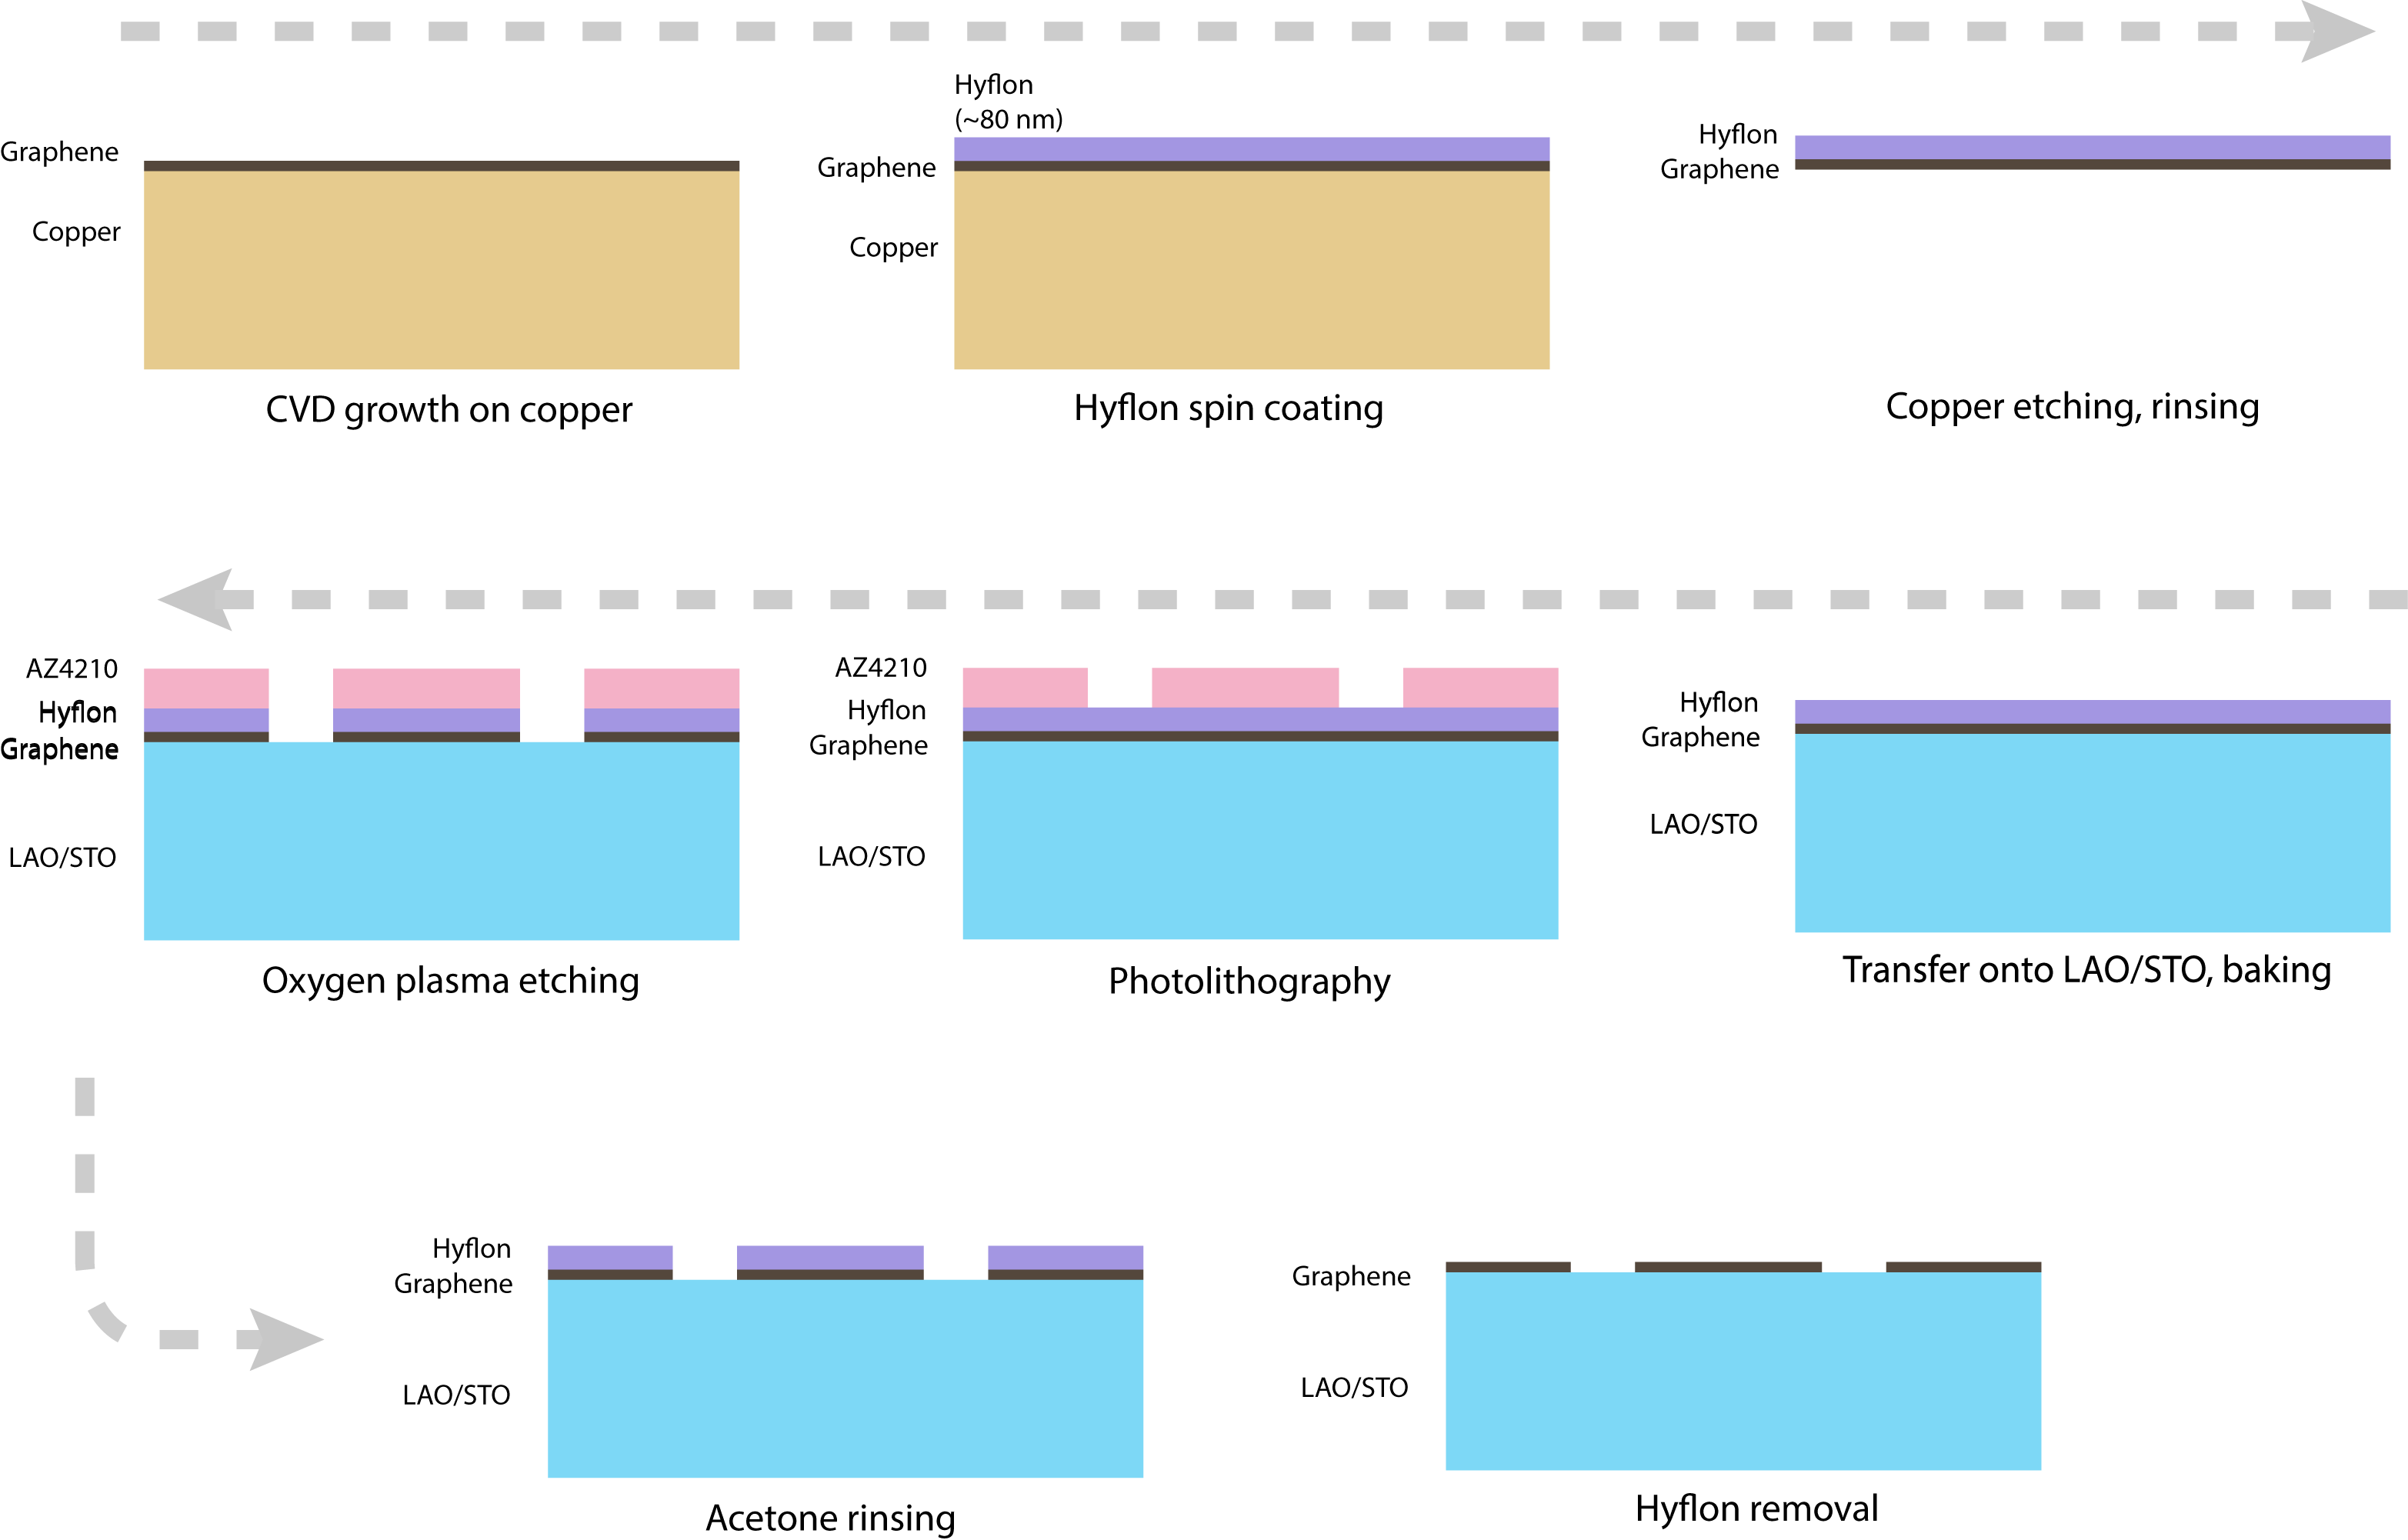 Graphene
Copper
CVD growth on copper
Hyflon
(~80 nm)
Graphene
Copper
Hyflon spin coating
Hyflon
Graphene
Copper etching, rinsing
AZ4210
Hyflon
Graphene
LAO/STO
Oxygen plasma etching
AZ4210
Hyflon
Graphene
LAO/STO
Photolithography
Hyflon
Graphene
LAO/STO
Transfer onto LAO/STO, baking
Hyflon
Graphene
LAO/STO
Acetone rinsing
Graphene
LAO/STO
Hyflon removal